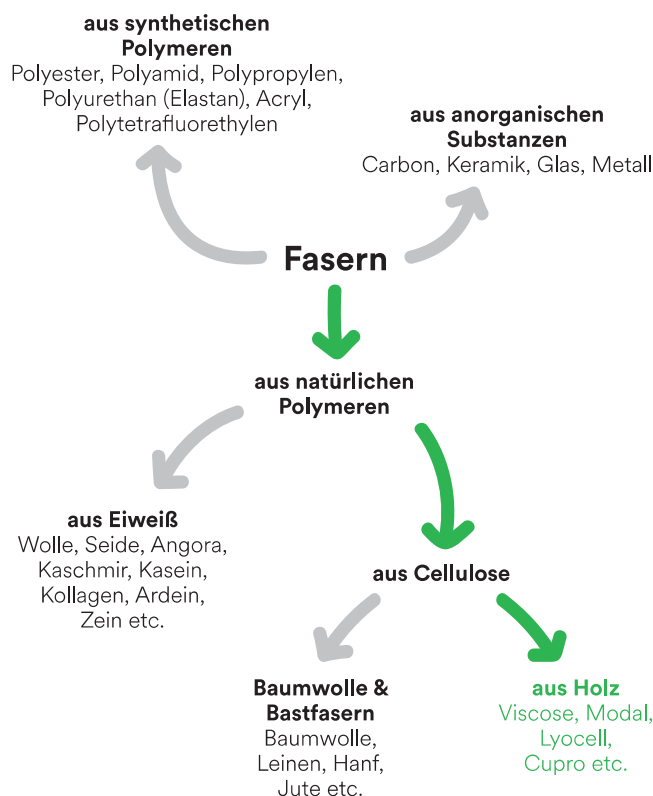 aus synthetischen
Polymeren
Polyester, Polyamid, Polypropylen,
Polyurethan (Elastan), Acryl,
Polytetrafluorethylen
aus anorganischen
Substanzen
Carbon, Keramik, Glas, Metall
Fasern
aus natürlichen
Polymeren
aus Eiweiß
Wolle, Seide, Angora,
Kaschmir, Kasein,
Kollagen, Ardein,
Zein etc.
aus Cellulose
Baumwolle &
Bastfasern
Baumwolle,
Leinen, Hanf,
Jute etc.
aus Holz
Viscose, Modal,
Lyocell,
Cupro etc.